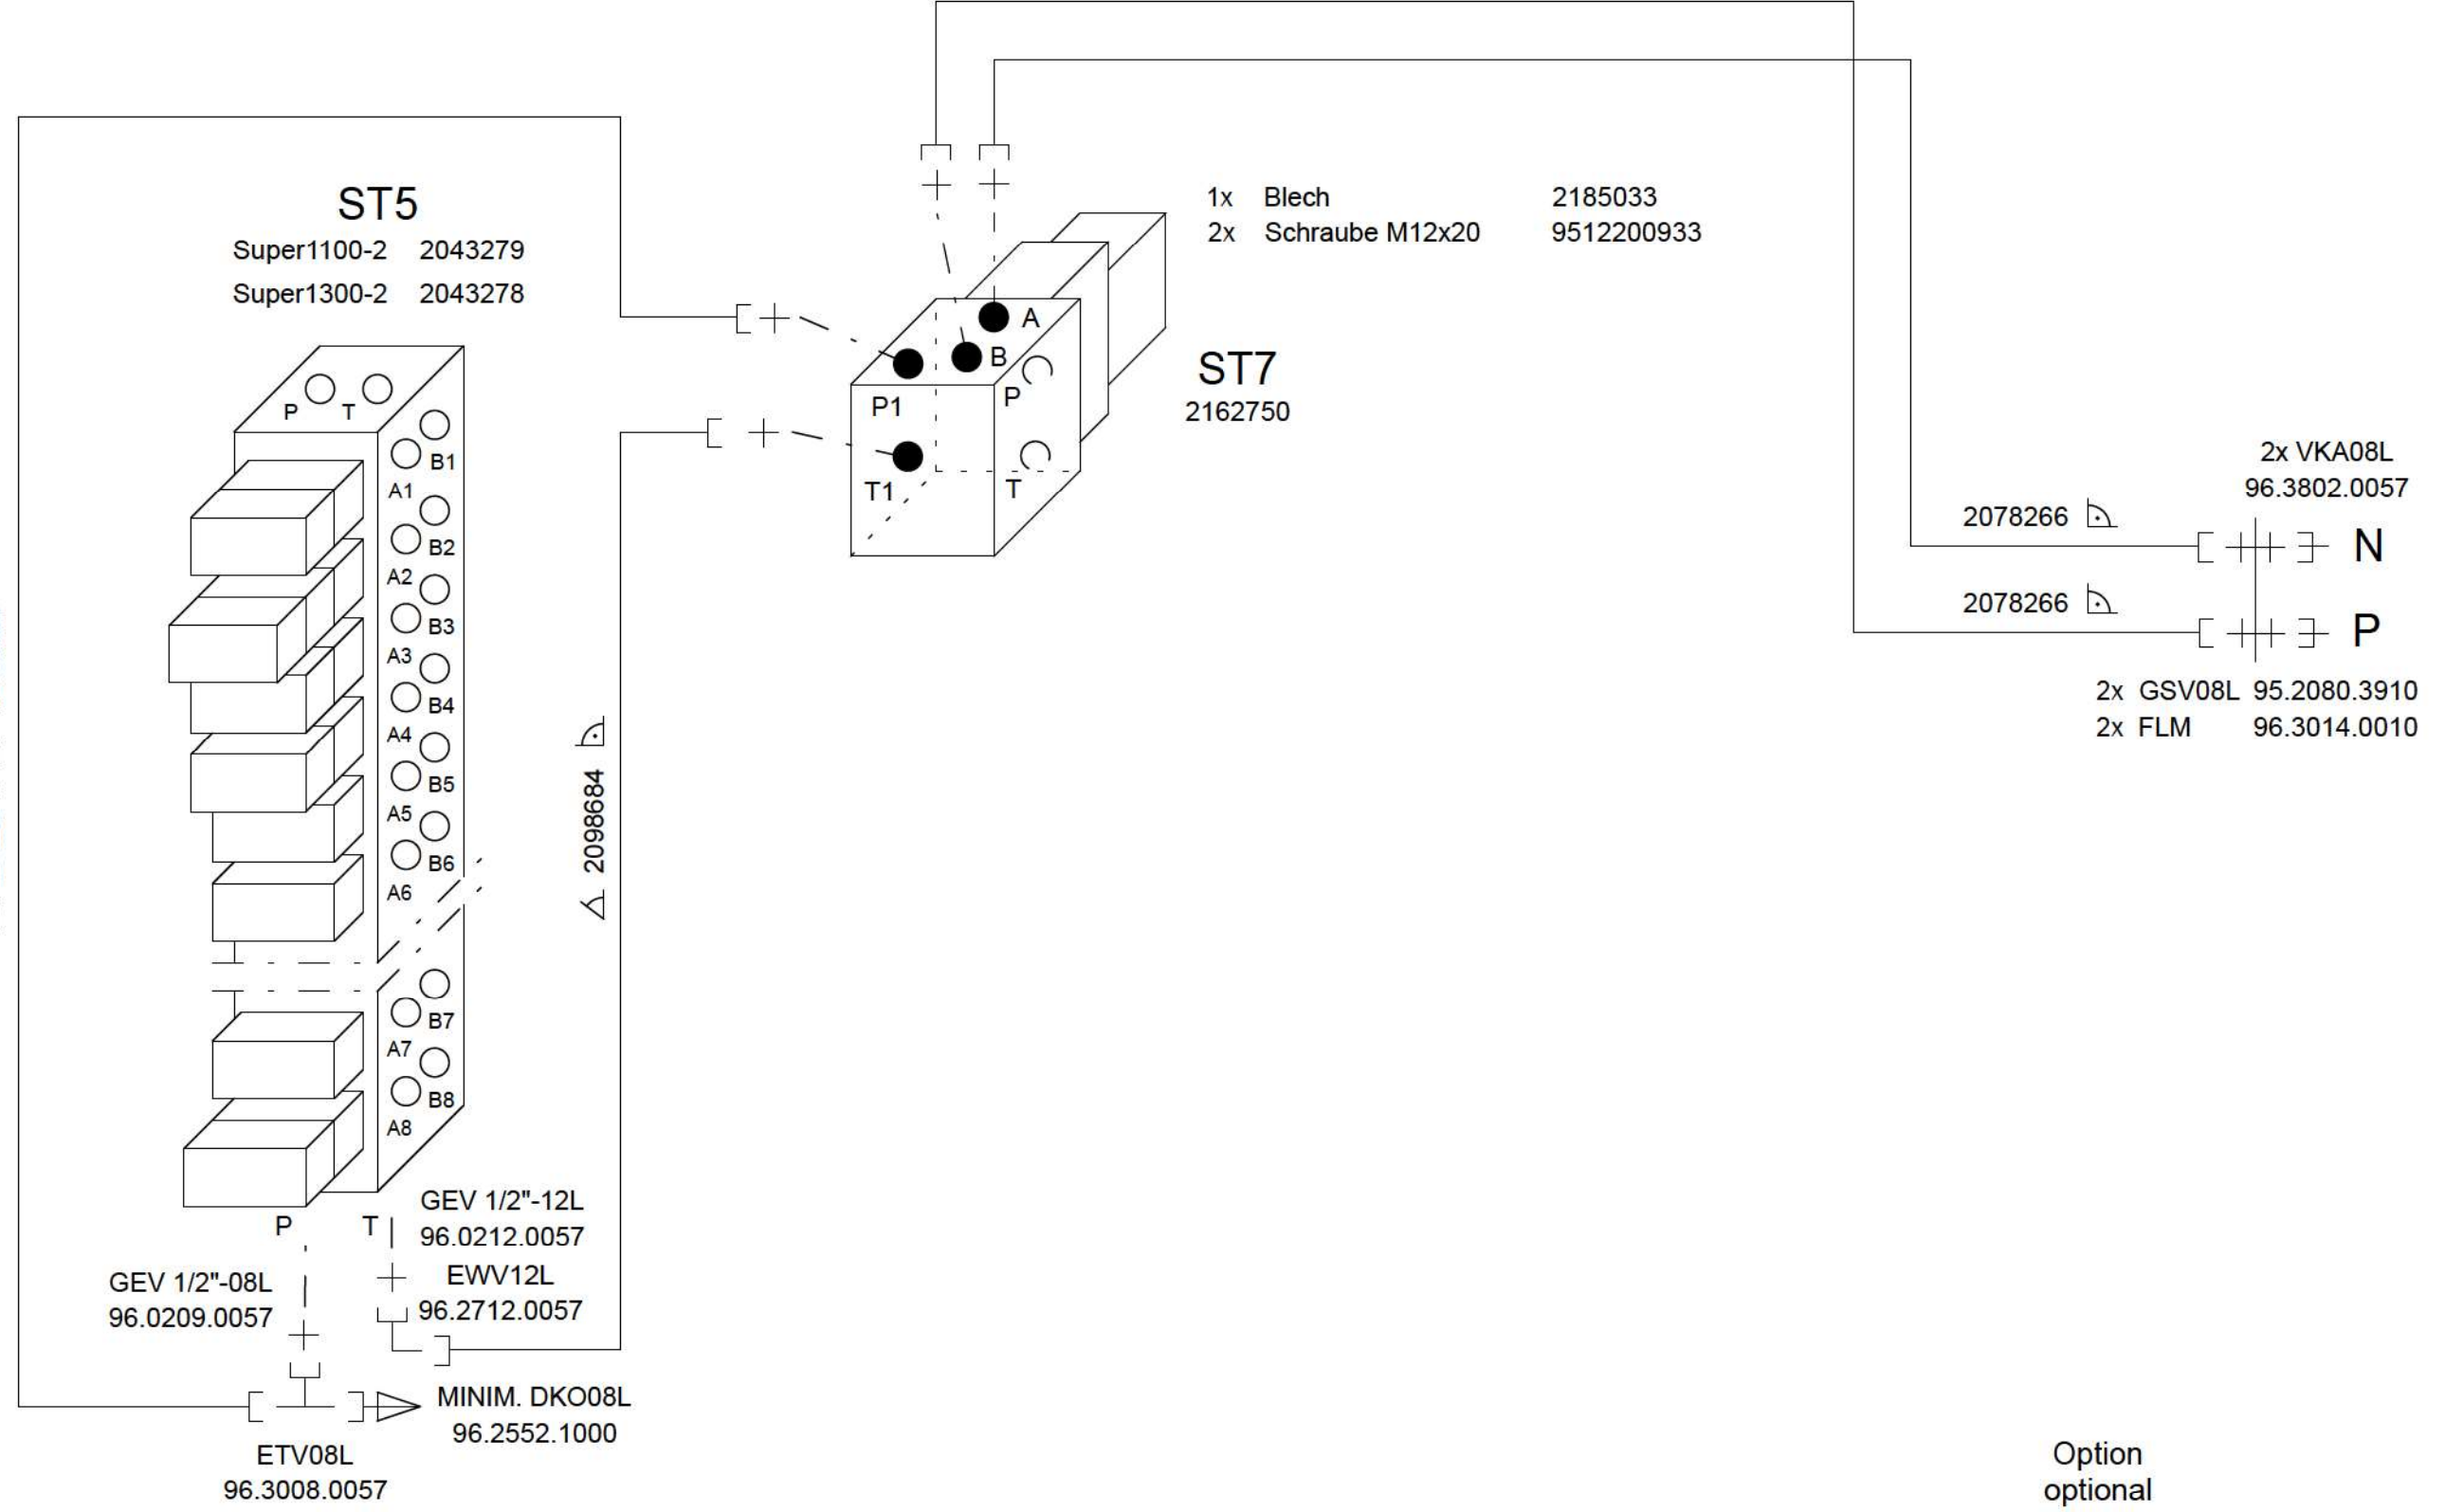 ST5
Super1100-2 2043279
Super1300-2 2043278
P T
B1
A1
B2
A2
B3
A3
B4
A4
B5
A5
B6
A6
B7
A7
B8
A8
P T
GEV 1/2"-12L
96.0212.0057
EWV12L
96.2712.0057
GEV 1/2"-08L
96.0209.0057
MINIM. DKO08L
96.2552.1000
ETV08L
96.3008.0057
2098684
1x Blech 2185033
2x Schraube M12x20 9512200933
A
B
P1
P
T1
T
ST7
2162750
2x VKA08L
96.3802.0057
2078266
N
2078266
P
2x GSV08L 95.2080.3910
2x FLM 96.3014.0010
Option
optional